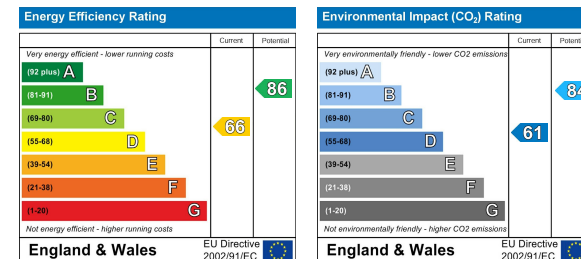 Energy Efficiency Rating
Current Potential
Very energy efficient - lower running costs
(92 plus) A
(81-91) B
(69-80) C
(55-68) D
(39-54) E
(21-38) F
(1-20) G
66
86
Not energy efficient - higher running costs
England & Wales
EU Directive
2002/91/EC
Environmental Impact (CO₂) Rating
Current Potential
Very environmentally friendly - lower CO2 emissions
(92 plus) A
(81-91) B
(69-80) C
(55-68) D
(39-54) E
(21-38) F
(1-20) G
61
84
Not environmentally friendly - higher CO2 emissions
England & Wales
EU Directive
2002/91/EC